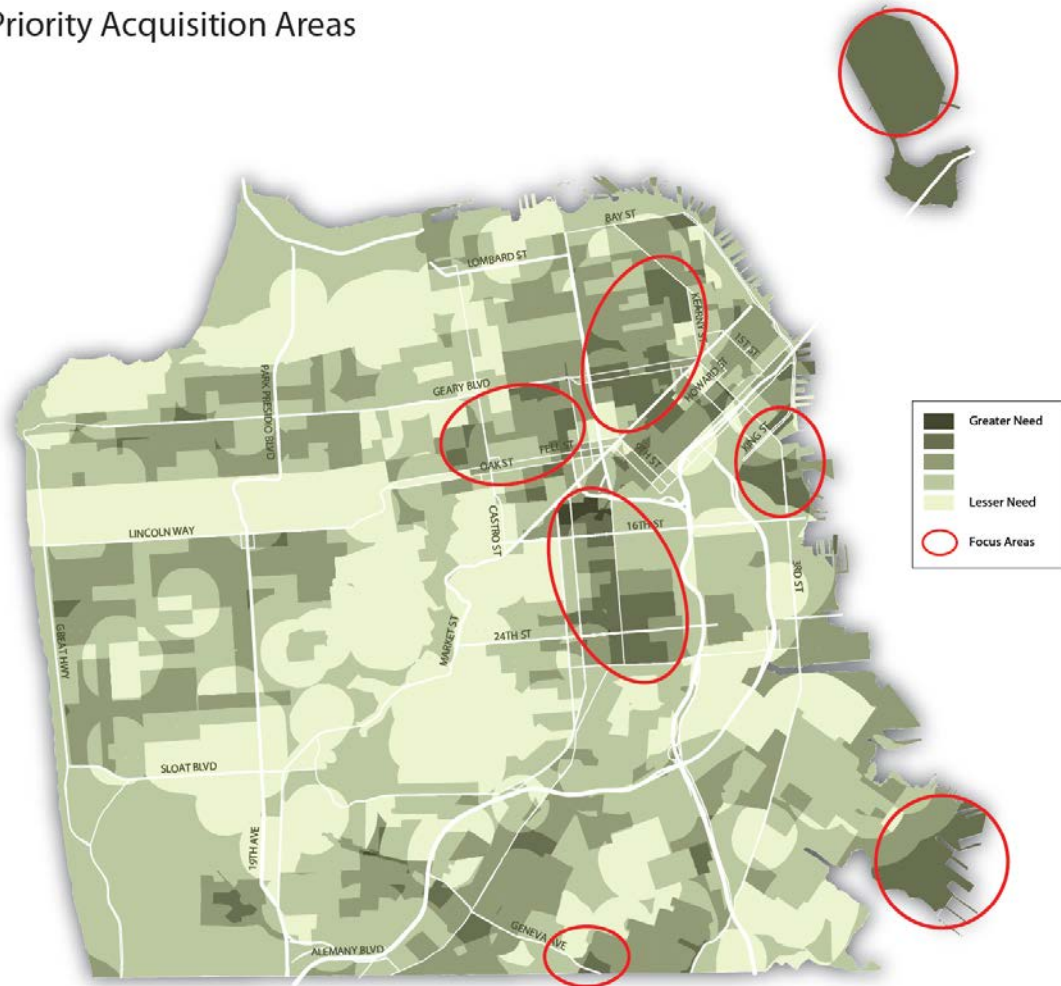 Priority Acquisition Areas
BAY ST
LOMBARD ST
KEARNY ST
1ST ST
PARK PRESIDIO BLVD
GEARY BLVD
HOWARD ST
Greater Need
KING ST
FELL ST
9TH ST
OAK ST
Lesser Need
CASTRO ST
16TH ST
LINCOLN WAY
Focus Areas
3RD ST
GREAT HWY
MARKET ST
24TH ST
SLOAT BLVD
19TH AVE
GENEVA AVE
ALEMANY BLVD